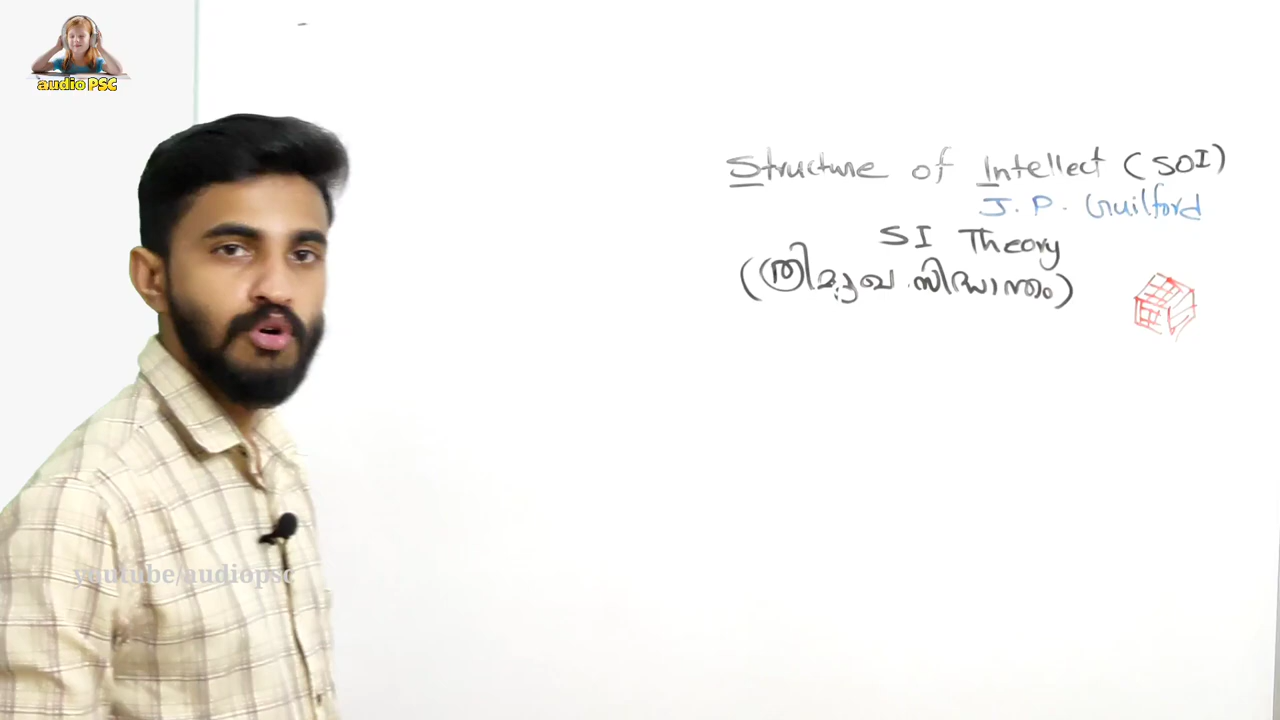 audio PSC
Structure of Intellect (SOI)
J. P. Guilford
SI Theory
(ത്രിമുഖ സിദ്ധാന്തം)
youtube/audiopsc